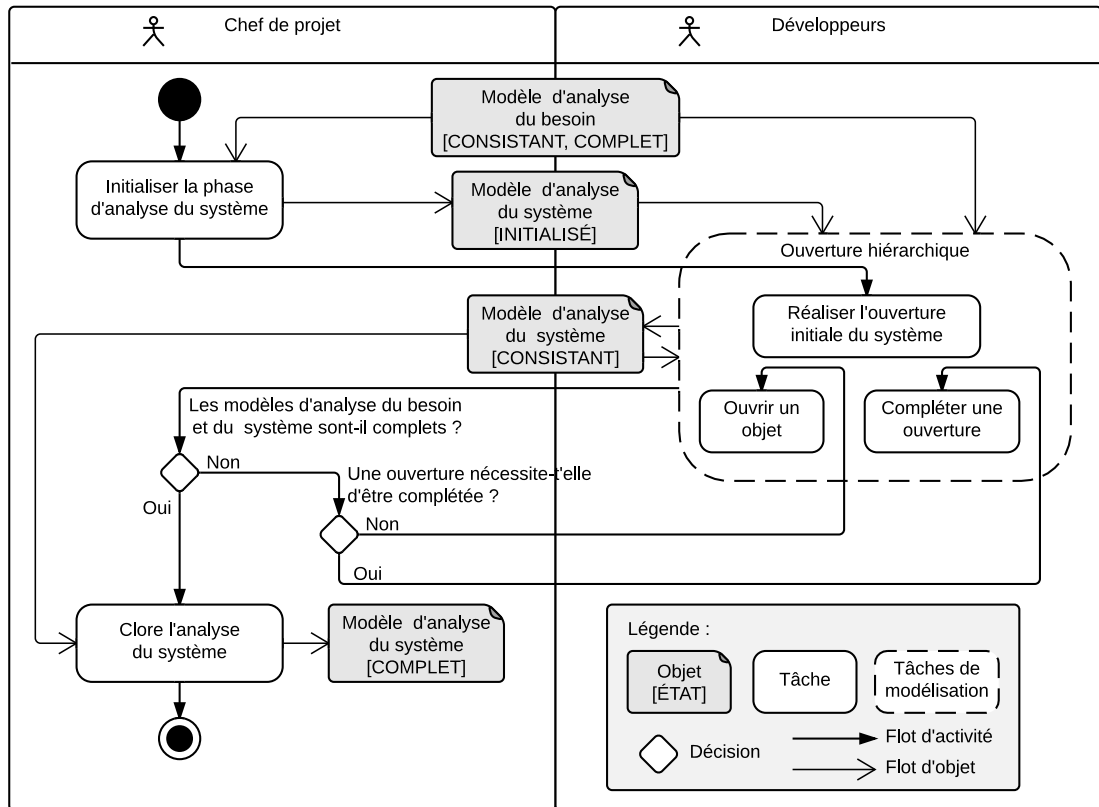 Chef de projet
Développeurs
Modèle d'analyse
du besoin
[CONSISTANT, COMPLET]
Initialiser la phase
d'analyse du système
Modèle d'analyse
du système
[INITIALISÉ]
Ouverture hiérarchique
Réaliser l'ouverture
initiale du système
Modèle d'analyse
du système
[CONSISTANT]
Ouvrir un
objet
Compléter une
ouverture
Les modèles d'analyse du besoin
et du système sont-il complets ?
Non
Une ouverture nécessite-t'elle
d'être complétée ?
Oui
Non
Oui
Clore l'analyse
du système
Modèle d'analyse
du système
[COMPLET]
Légende :
Objet
[ÉTAT]
Tâche
Tâches de
modélisation
Décision
Flot d'activité
Flot d'objet